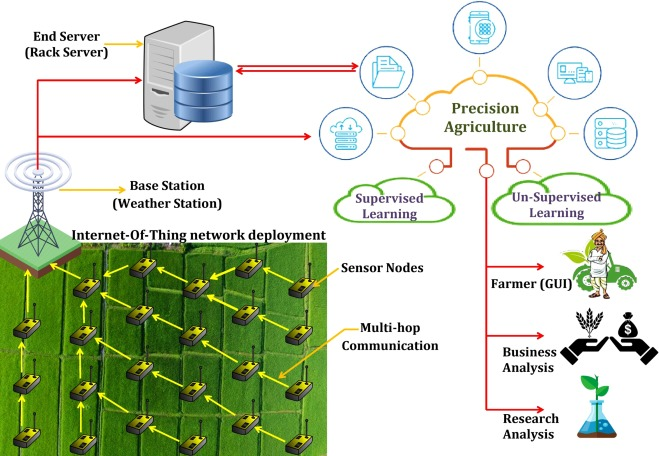 End Server
(Rack Server)
Precision
Agriculture
Base Station
(Weather Station)
Supervised
Learning
Un-Supervised
Learning
Internet-Of-Thing network deployment
Sensor Nodes
Farmer (GUI)
Multi-hop
Communication
$
Business
Analysis
Research
Analysis